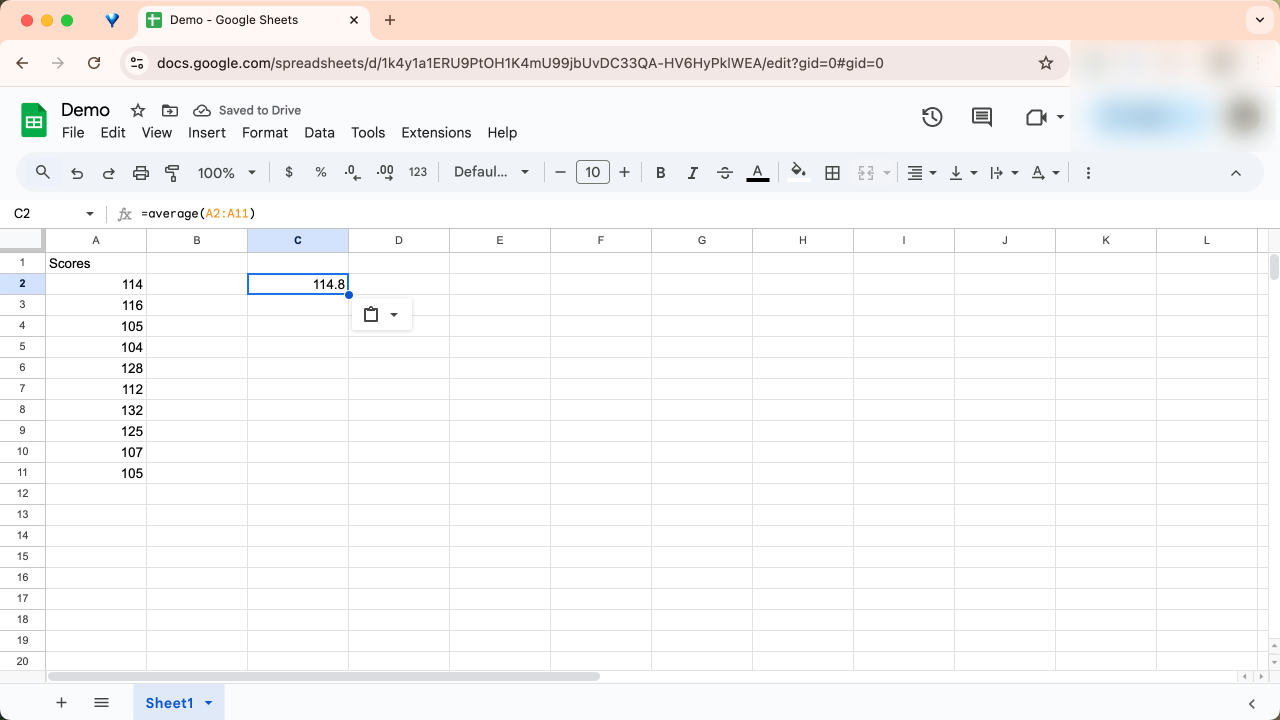 Demo - Google Sheets
docs.google.com/spreadsheets/d/1k4y1a1ERU9PtOH1K4mU99jbUvDC33QA-HV6HyPklWEA/edit?gid=0#gid=0
Demo Saved to Drive
File Edit View Insert Format Data Tools Extensions Help
100% $ % .0 .00 123 Defaul... 10 B I S A A
C2 fx =average(A2:A11)
A B C D E F G H I J K L
1 Scores
2 114 114.8
3 116
4 105
5 104
6 128
7 112
8 132
9 125
10 107
11 105
12
13
14
15
16
17
18
19
20
Sheet1